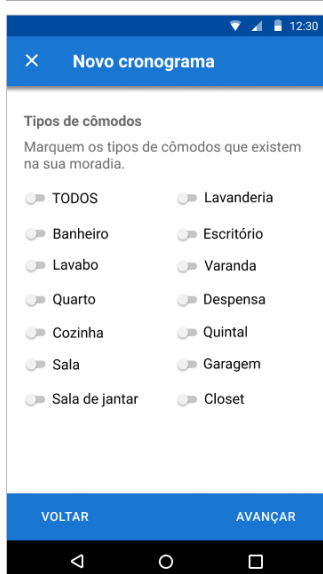 12:30
Novo cronograma
Tipos de cômodos
Marquem os tipos de cômodos que existem
na sua moradia.
TODOS
Lavanderia
Banheiro
Escritório
Lavabo
Varanda
Quarto
Despensa
Cozinha
Quintal
Sala
Garagem
Sala de jantar
Closet
VOLTAR
AVANÇAR